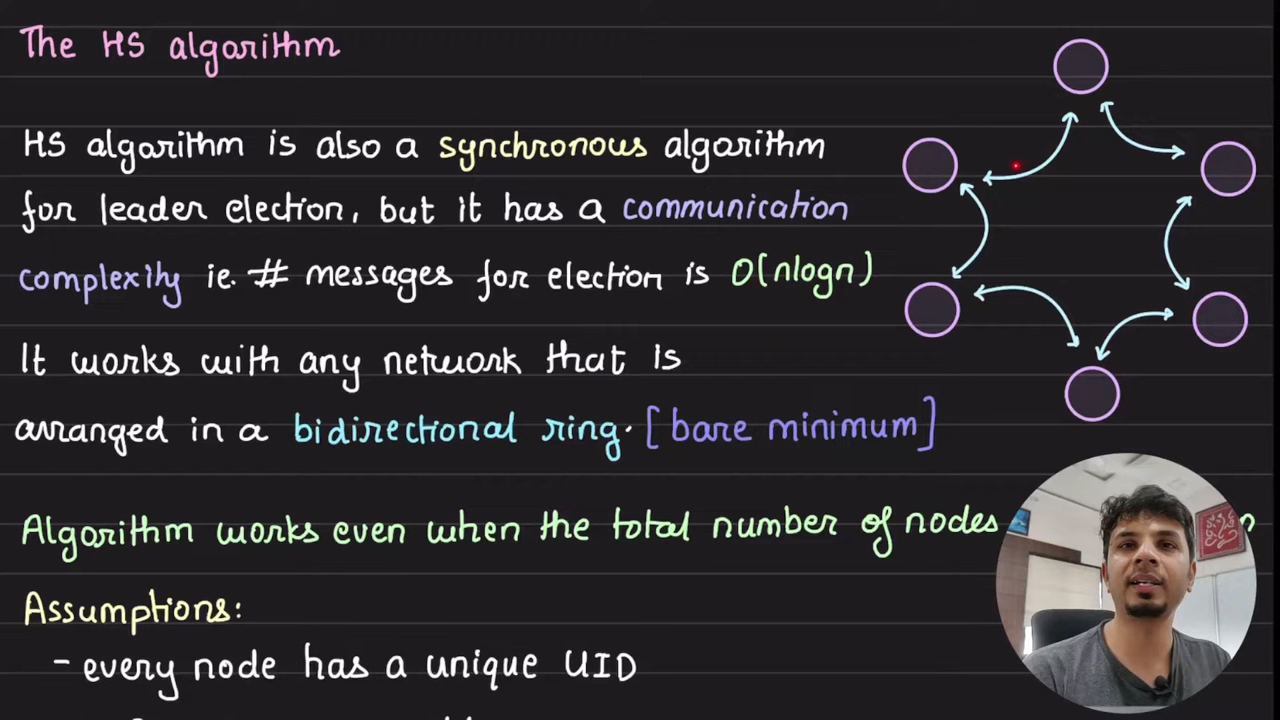 The HS algorithm
HS algorithm is also a synchronous algorithm
for leader election, but it has a communication
complexity ie. # messages for election is O(nlogn)
It works with any network that is
arranged in a bidirectional ring. [bare minimum]
Algorithm works even when the total number of nodes
Assumptions:
- every node has a unique UID